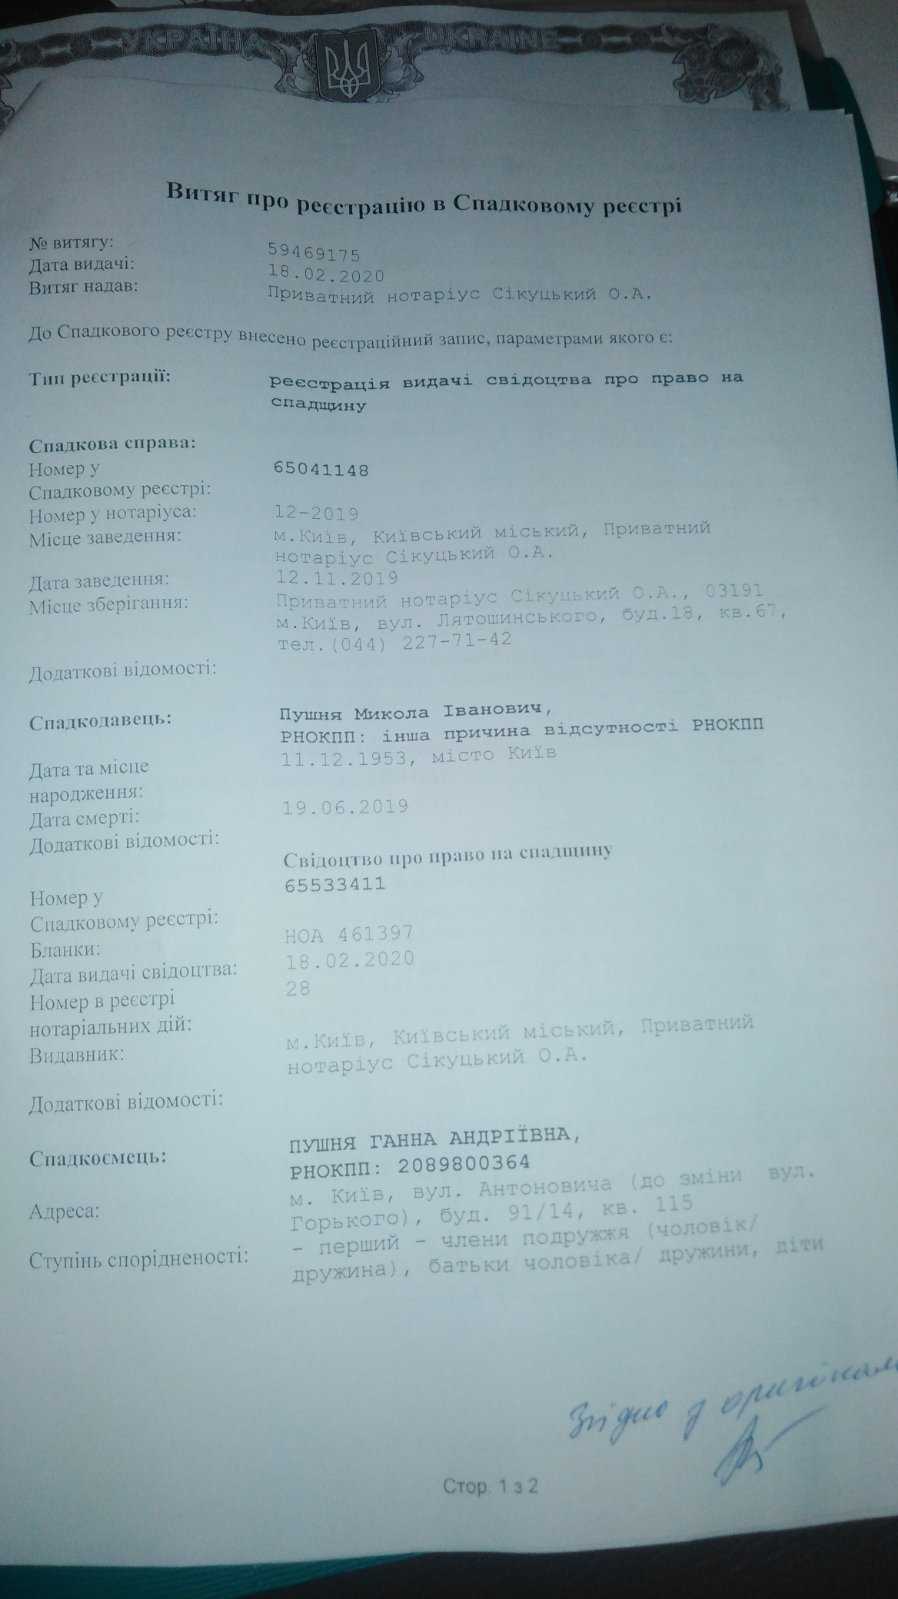 УКРАЇНА UKRAINE
Витяг про реєстрацію в Спадковому реєстрі
№ витягу: 59469175
Дата видачі: 18.02.2020
Витяг надав: Приватний нотаріус Сікуцький О.А.
До Спадкового реєстру внесено реєстраційний запис, параметрами якого є:
Тип реєстрації: реєстрація видачі свідоцтва про право на
спадщину
Спадкова справа:
Номер у 65041148
Спадковому реєстрі:
Номер у нотаріуса: 12-2019
Місце заведення: м.Київ, Київський міський, Приватний
нотаріус Сікуцький О.А.
Дата заведення: 12.11.2019
Місце зберігання: Приватний нотаріус Сікуцький О.А., 03191
м.Київ, вул. Лятошинського, буд.18, кв.67,
тел.(044) 227-71-42
Додаткові відомості:
Спадкодавець: Пушня Микола Іванович,
РНОКПП: інша причина відсутності РНОКПП
Дата та місце 11.12.1953, місто Київ
народження:
Дата смерті: 19.06.2019
Додаткові відомості:
Свідоцтво про право на спадщину
Номер у 65533411
Спадковому реєстрі:
Бланки: НОА 461397
Дата видачі свідоцтва: 18.02.2020
Номер в реєстрі 28
нотаріальних дій:
Видавник: м.Київ, Київський міський, Приватний
нотаріус Сікуцький О.А.
Додаткові відомості:
Спадкоємець: ПУШНЯ ГАННА АНДРІЇВНА,
РНОКПП: 2089800364
Адреса: м. Київ, вул. Антоновича (до зміни вул.
Горького), буд. 91/14, кв. 115
Ступінь спорідненості: - перший - члени подружжя (чоловік/
дружина), батьки чоловіка/ дружини, діти
Згідно з оригіналом
Стор. 1 з 2